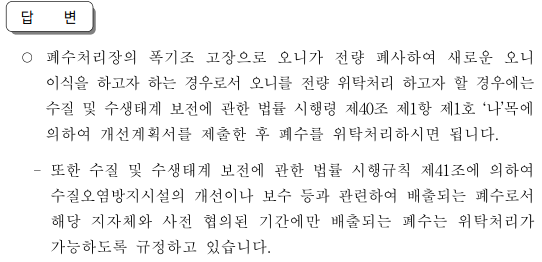 답 변
○ 폐수처리장의 폭기조 고장으로 오니가 전량 폐사하여 새로운 오니
이식을 하고자 하는 경우로서 오니를 전량 위탁처리 하고자 할 경우에는
수질 및 수생태계 보전에 관한 법률 시행령 제40조 제1항 제1호 ‘나’목에
의하여 개선계획서를 제출한 후 폐수를 위탁처리하시면 됩니다.
- 또한 수질 및 수생태계 보전에 관한 법률 시행규칙 제41조에 의하여
수질오염방지시설의 개선이나 보수 등과 관련하여 배출되는 폐수로서
해당 지자체와 사전 협의된 기간에만 배출되는 폐수는 위탁처리가
가능하도록 규정하고 있습니다.